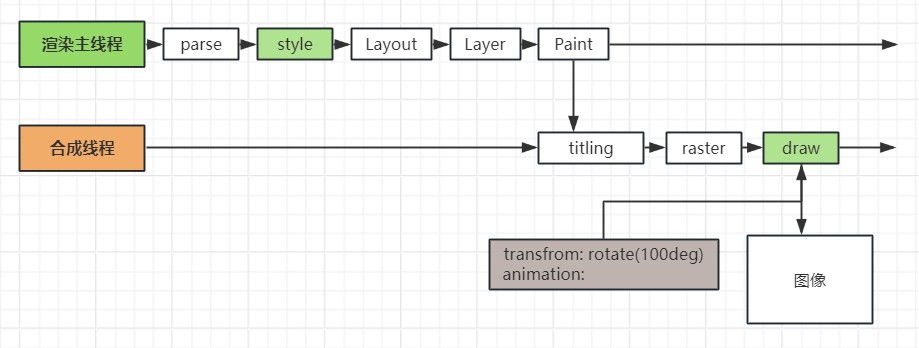 渲染主线程
parse
style
Layout
Layer
Paint
合成线程
titling
raster
draw
transfrom: rotate(100deg)
animation:
图像